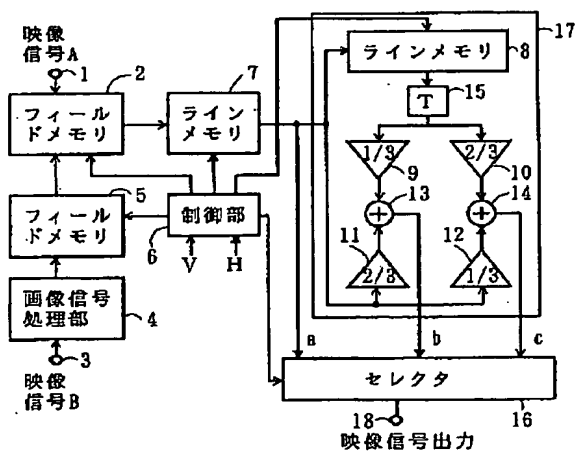 映像
信号A
1
2
7
17
ラインメモリ
8
フィール
ドメモリ
ライン
メモリ
T
15
1/3
9
2/3
10
5
フィール
ドメモリ
制御部
6
13
14
V
H
11
2/3
12
1/3
画像信号
処理部
4
3
映像
信号B
a
b
c
セレクタ
16
18
映像信号出力